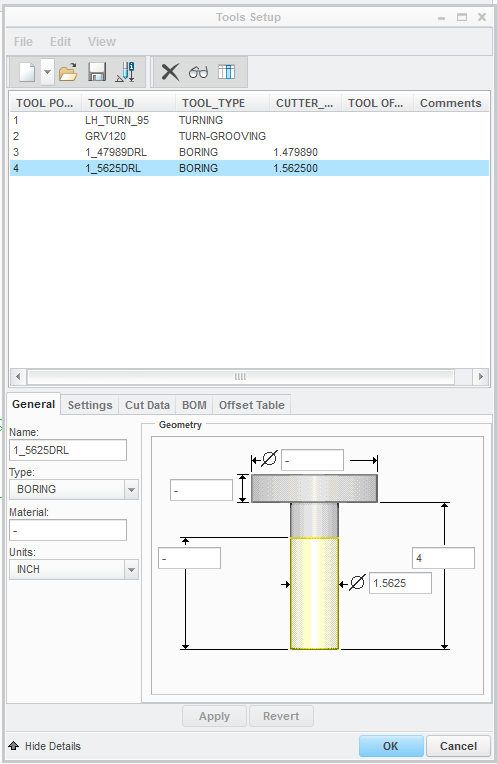 Tools Setup
File Edit View
TOOL PO... TOOL_ID TOOL_TYPE CUTTER_... TOOL OF... Comments
1 LH_TURN_95 TURNING
2 GRV120 TURN-GROOVING
3 1_47989DRL BORING 1.479890
4 1_5625DRL BORING 1.562500
General Settings Cut Data BOM Offset Table
Name:
1_5625DRL
Type:
BORING
Material:
-
Units:
INCH
Geometry
Ø -
-
-
4
Ø 1.5625
Apply Revert
Hide Details OK Cancel